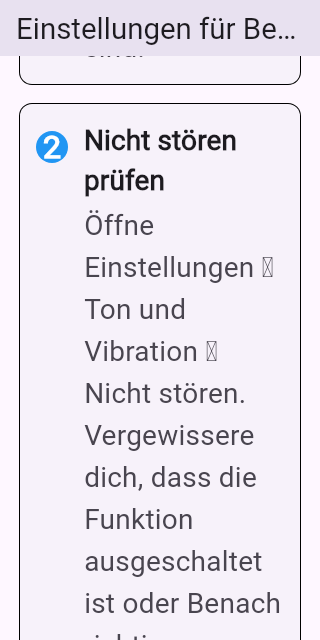 Einstellungen für Be…
2
Nicht stören
prüfen
Öffne
Einstellungen
Ton und
Vibration
Nicht stören.
Vergewissere
dich, dass die
Funktion
ausgeschaltet
ist oder Benach